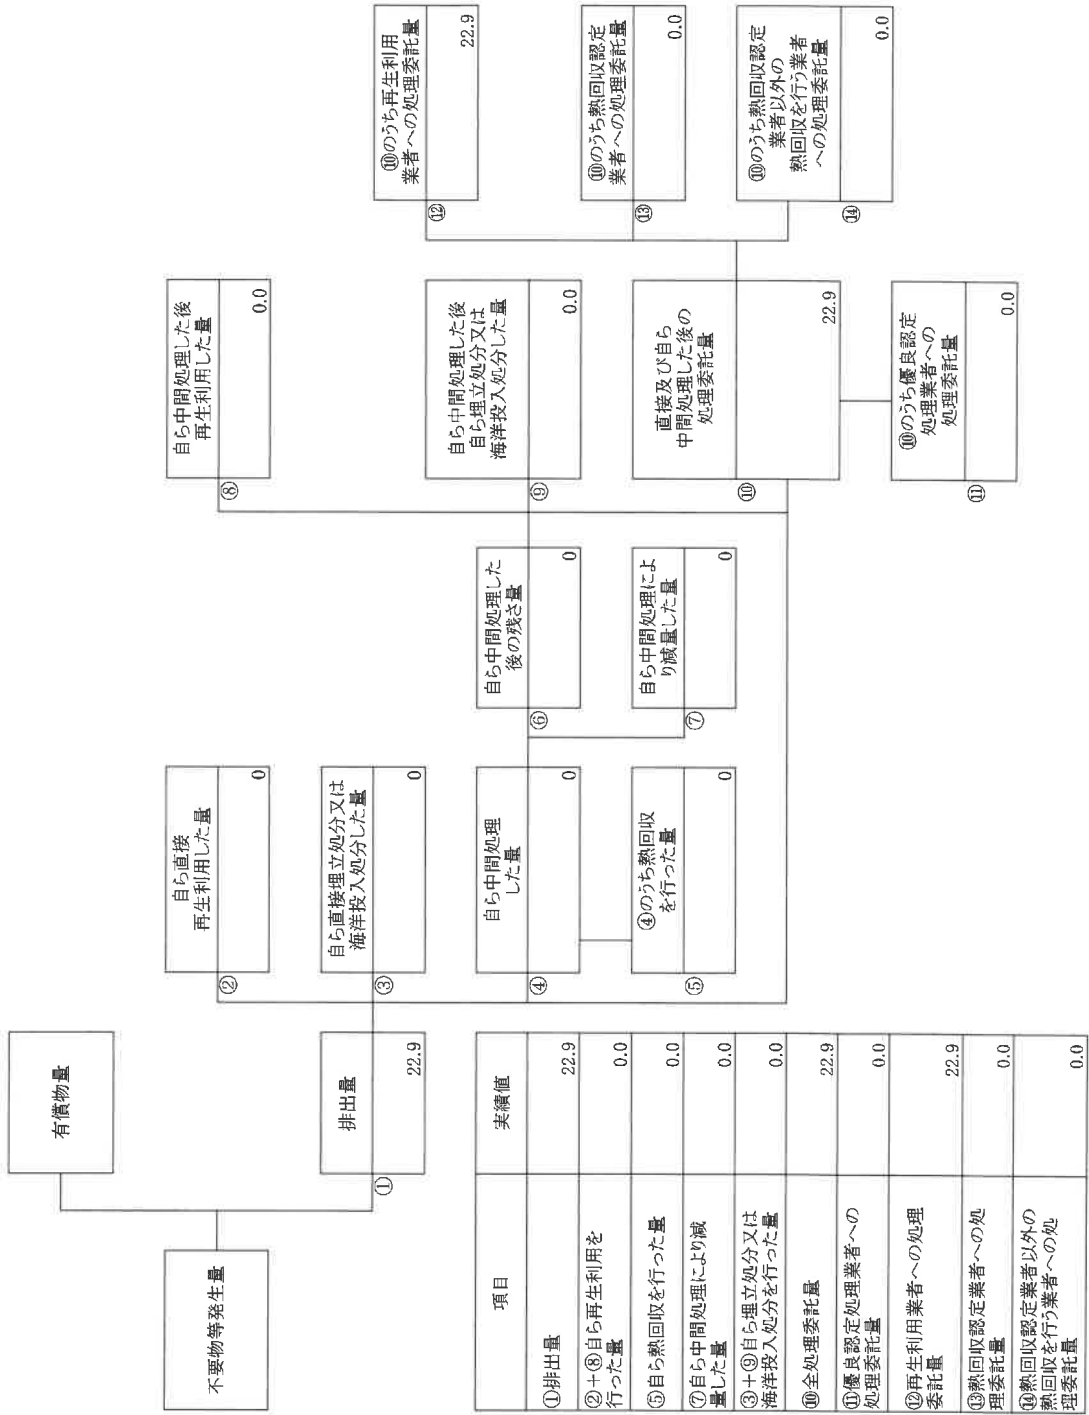 不要物等発生量
有償物量
①
排出量
22.9
②
自ら直接
再生利用した量
0
③
自ら直接埋立処分又は
海洋投入処分した量
0
④
自ら中間処理
した量
0
⑤
④のうち熱回収
を行った量
0
⑥
自ら中間処理した
後の残さ量
0
⑦
自ら中間処理によ
り減量した量
0
⑧
自ら中間処理した後
再生利用した量
0.0
⑨
自ら中間処理した後
自ら埋立処分又は
海洋投入処分した量
0.0
⑩
直接及び自ら
中間処理した後の
処理委託量
22.9
⑪
⑩のうち優良認定
処理業者への
処理委託量
0.0
⑫
⑩のうち再生利用
業者への処理委託量
22.9
⑬
⑩のうち熱回収認定
業者への処理委託量
0.0
⑭
⑩のうち熱回収認定
業者以外の
熱回収を行う業者
への処理委託量
0.0
項目 実績値
①排出量 22.9
②+⑧自ら再生利用を
行った量 0.0
⑤自ら熱回収を行った量 0.0
⑦自ら中間処理により減
量した量 0.0
③+⑨自ら埋立処分又は
海洋投入処分を行った量 0.0
⑩全処理委託量 22.9
⑪優良認定処理業者への
処理委託量 0.0
⑫再生利用業者への処理
委託量 22.9
⑬熱回収認定業者への処
理委託量 0.0
⑭熱回収認定業者以外の
熱回収を行う業者への処
理委託量 0.0